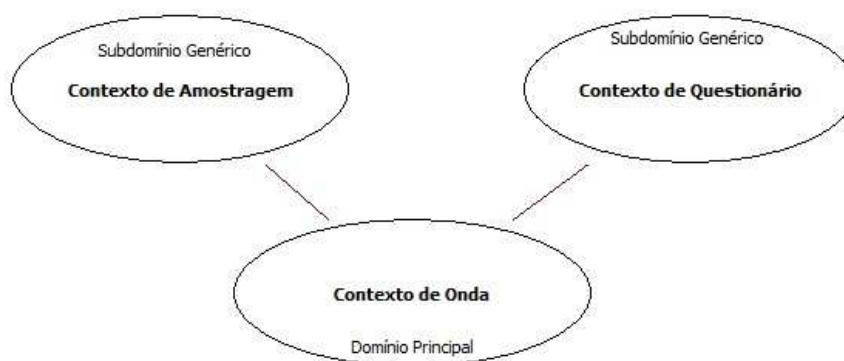 Subdomínio Genérico
Contexto de Amostragem
Subdomínio Genérico
Contexto de Questionário
Contexto de Onda
Domínio Principal